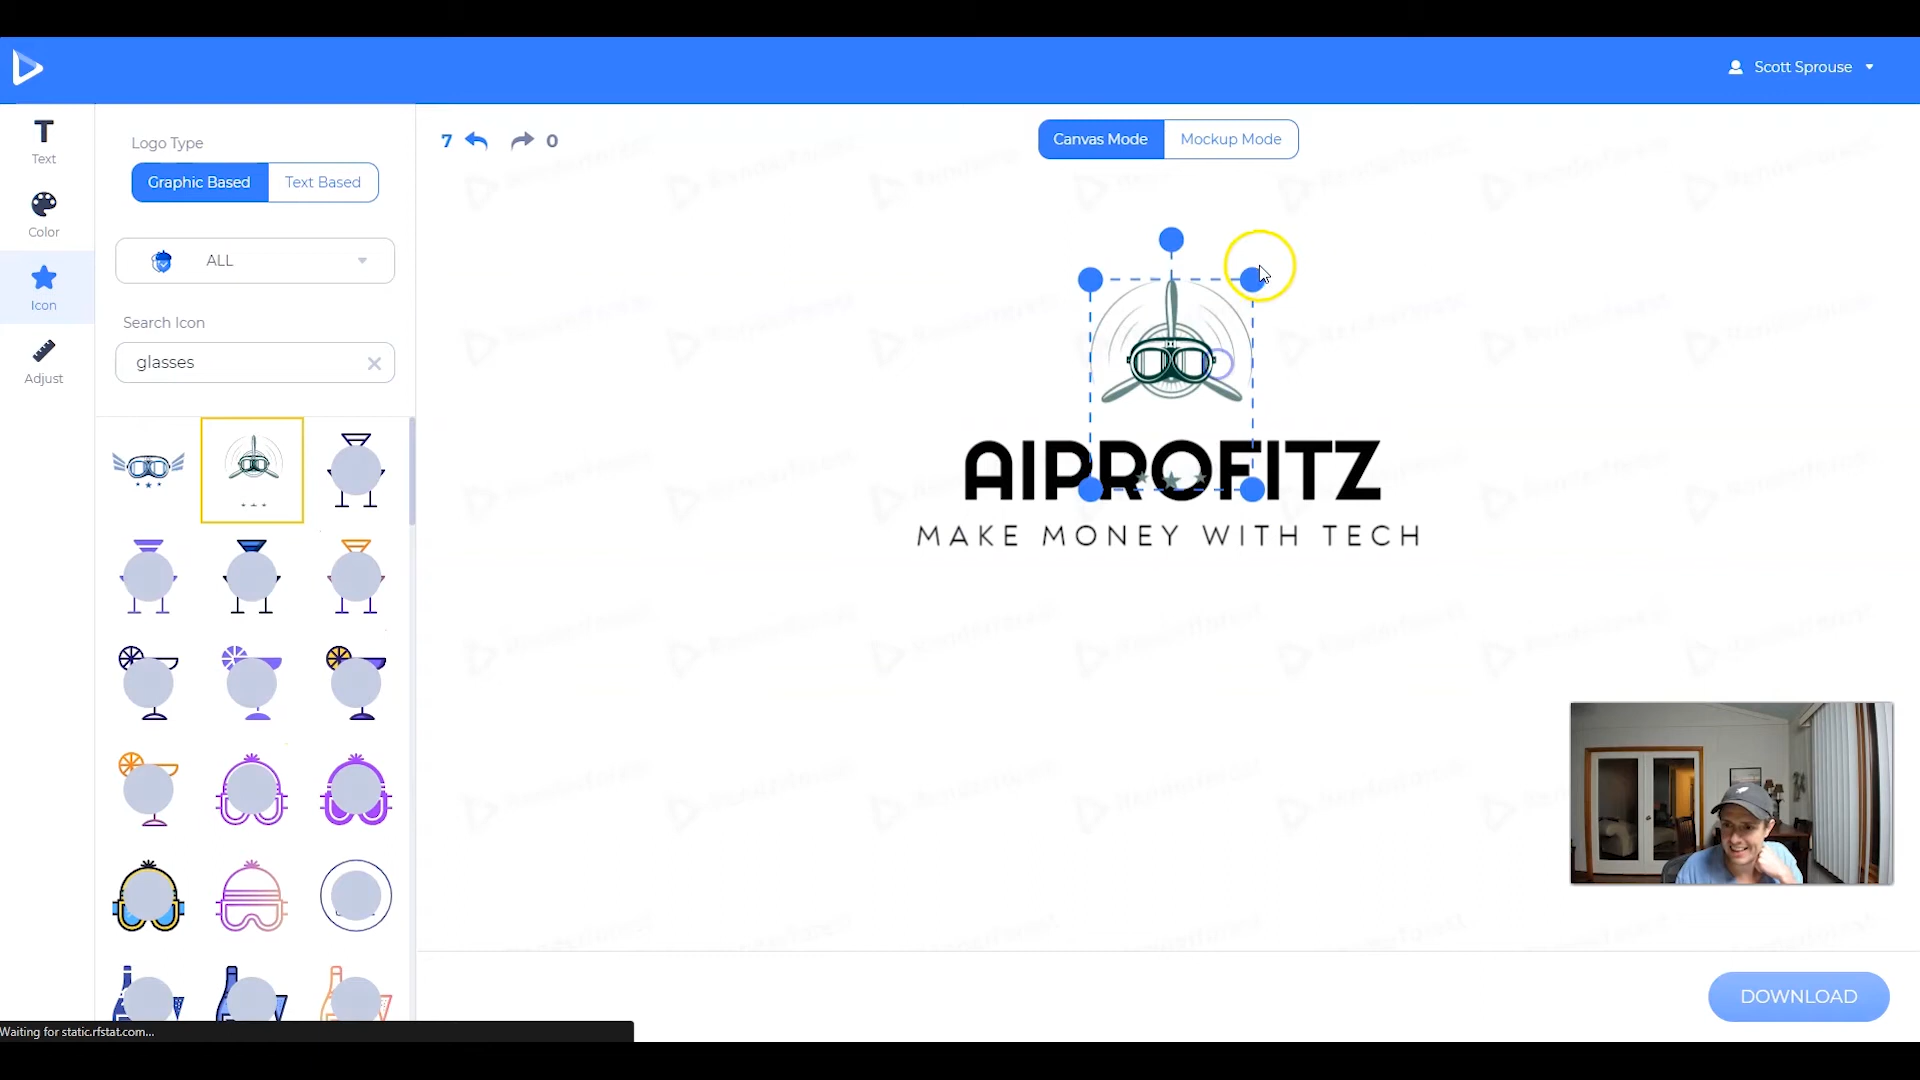 Scott Sprouse
Text
Color
Icon
Adjust
Logo Type
Graphic Based
Text Based
ALL
Search Icon
glasses
7
0
Canvas Mode
Mockup Mode
AIPROFITZ
MAKE MONEY WITH TECH
DOWNLOAD
Waiting for static.rfstat.com...